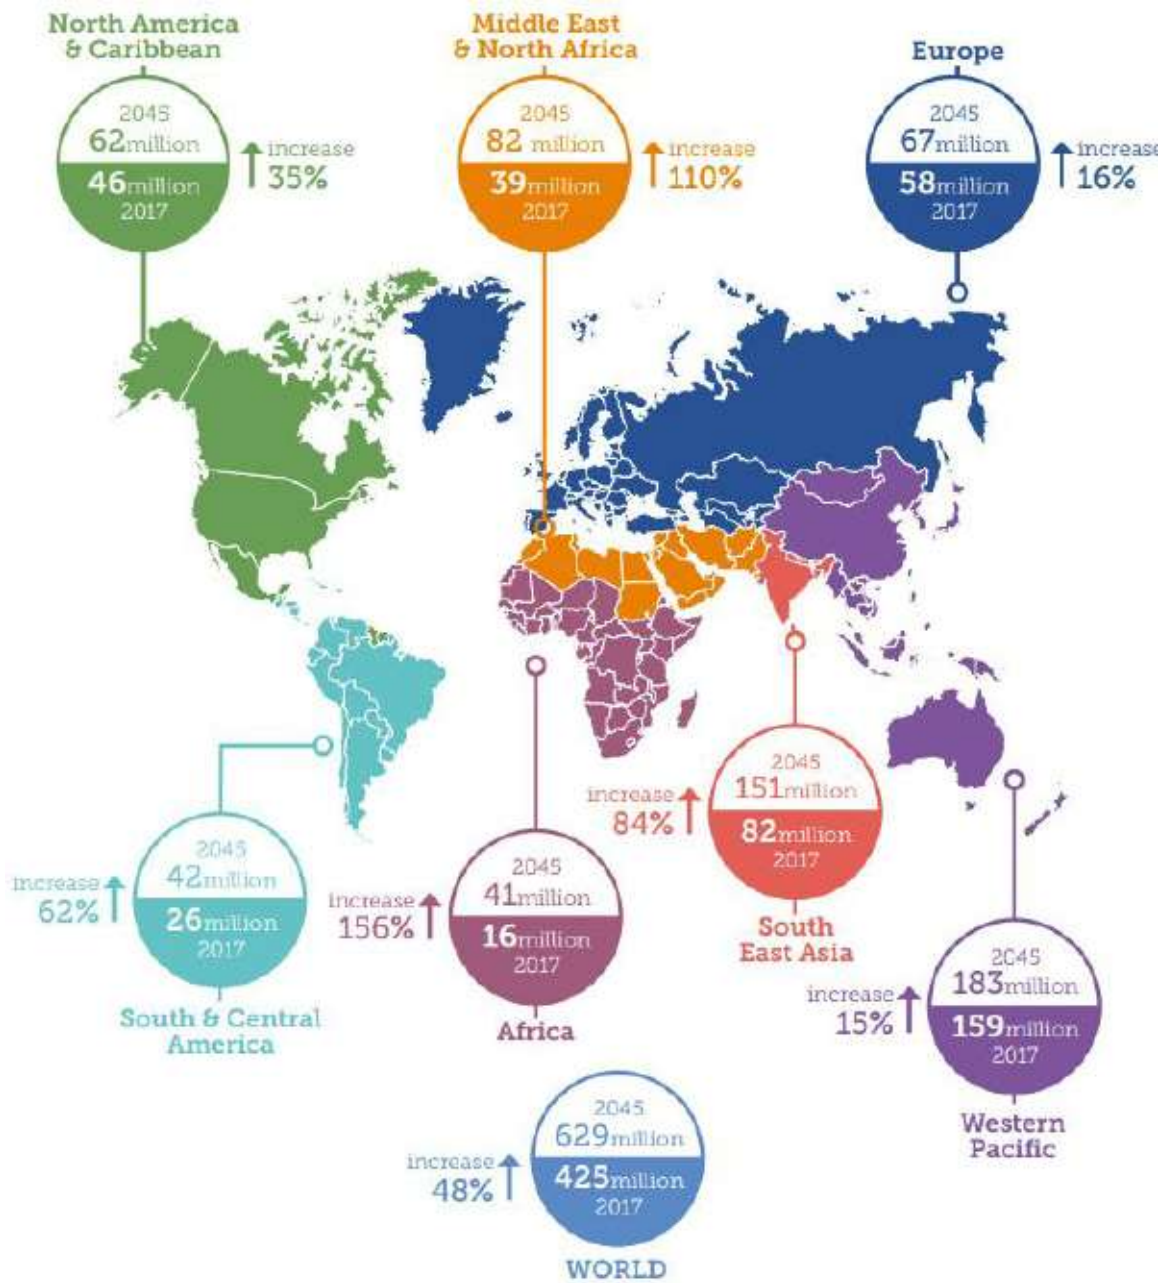 North America
& Caribbean
2045
62million
46million
2017
increase
35%
Middle East
& North Africa
2045
82 million
39million
2017
increase
110%
Europe
2045
67million
58million
2017
increase
16%
South & Central
America
2045
42million
26million
2017
increase
62%
Africa
2045
41million
16million
2017
increase
156%
South
East Asia
2045
151million
82million
2017
increase
84%
Western
Pacific
2045
183million
159million
2017
increase
15%
2045
629million
425million
2017
increase
48%
WORLD